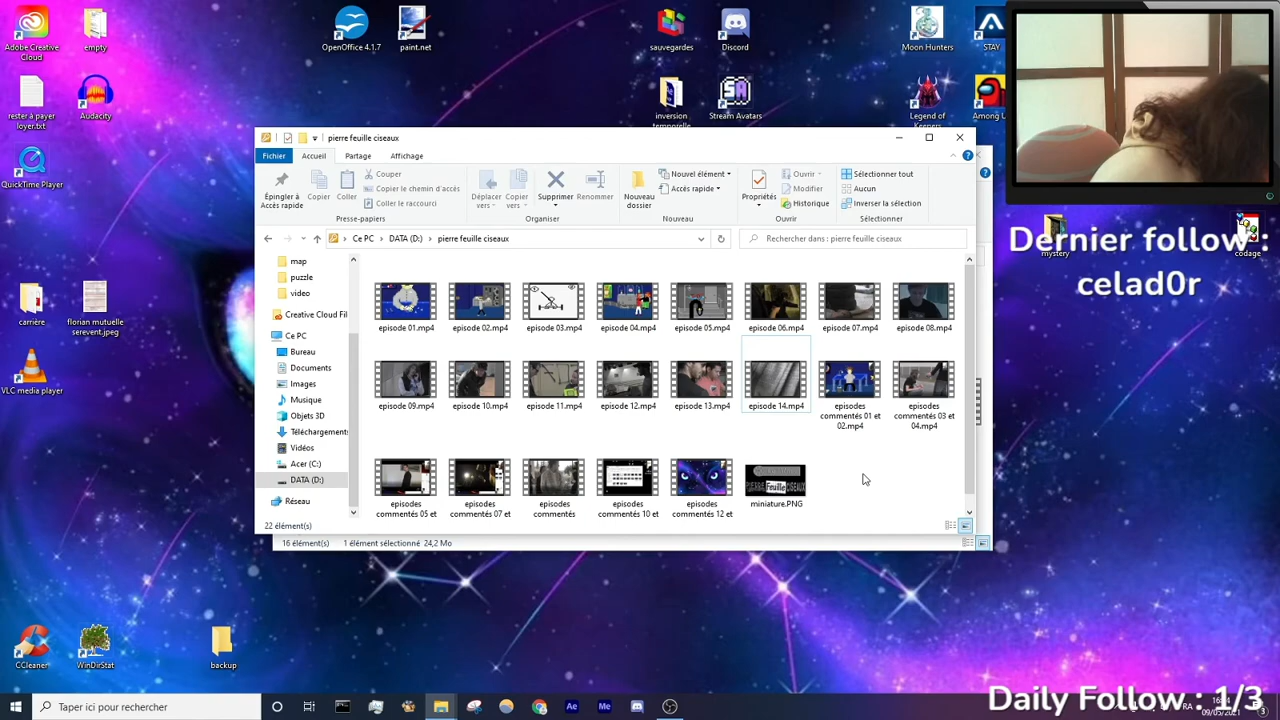 Adobe Creative
Cloud
empty
OpenOffice 4.1.7
paint.net
sauvegardes
Discord
Moon Hunters
STAY
rester à payer
loyer.txt
Audacity
inversion
temporelle
Stream Avatars
Legend of
Keepers
Among U
QuickTime Player
pierre feuille ciseaux
Fichier
Accueil
Partage
Affichage
Épingler à
Accès rapide
Copier
Coller
Couper
Copier le chemin d'accès
Coller le raccourci
Presse-papiers
Déplacer
vers
Copier
vers
Supprimer
Renommer
Organiser
Nouveau
dossier
Nouvel élément
Accès rapide
Nouveau
Propriétés
Ouvrir
Modifier
Historique
Ouvrir
Sélectionner tout
Aucun
Inverser la sélection
Sélectionner
Ce PC
DATA (D:)
pierre feuille ciseaux
Rechercher dans : pierre feuille ciseaux
mystery
codage
Dernier follow :
celad0r
map
puzzle
video
Creative Cloud Fil
Ce PC
Bureau
Documents
Images
Musique
Objets 3D
Téléchargements
Vidéos
Acer (C:)
DATA (D:)
Réseau
episode 01.mp4
episode 02.mp4
episode 03.mp4
episode 04.mp4
episode 05.mp4
episode 06.mp4
episode 07.mp4
episode 08.mp4
episode 09.mp4
episode 10.mp4
episode 11.mp4
episode 12.mp4
episode 13.mp4
episode 14.mp4
episodes
commentés 01 et
02.mp4
episodes
commentés 03 et
04.mp4
episodes
commentés 05 et
episodes
commentés 07 et
episodes
commentés
episodes
commentés 10 et
episodes
commentés 12 et
miniature.PNG
22 élément(s)
16 élément(s)
1 élément sélectionné 24,2 Mo
carrière
florian mutuelle
serevent.jpeg
VLC media player
CCleaner
WinDirStat
backup
Taper ici pour rechercher
Daily Follow : 1/3
09/05/2021